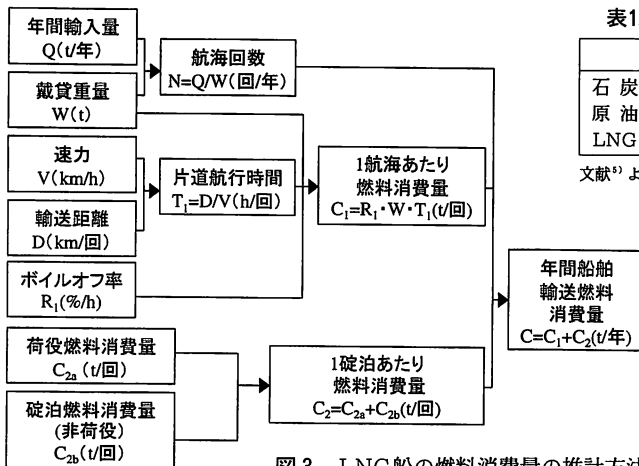 年間輸入量
Q(t/年)
戴貸重量
W(t)
速力
V(km/h)
輸送距離
D(km/回)
ボイルオフ率
R₁(%/h)
荷役燃料消費量
C₂ₐ(t/回)
碇泊燃料消費量
(非荷役)
C₂b(t/回)
航海回数
N=Q/W(回/年)
片道航行時間
T₁=D/V(h/回)
1航海あたり
燃料消費量
C₁=R₁・W・T₁(t/回)
1碇泊あたり
燃料消費量
C₂=C₂ₐ+C₂b(t/回)
年間船舶
輸送燃料
消費量
C=C₁+C₂(t/年)
表1
石 炭
原 油
LNG
文献⁵⁾ よ
図3 LNG船の燃料消費量の推計方法